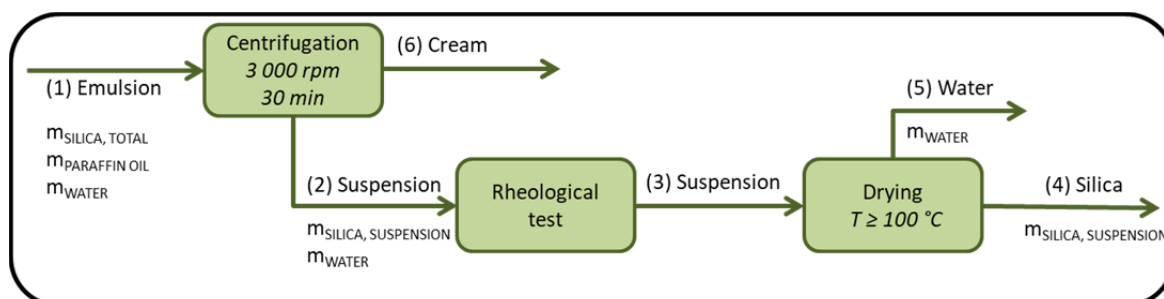 Centrifugation
3 000 rpm
30 min
(6) Cream
(1) Emulsion
mSILICA, TOTAL
mPARAFFIN OIL
mWATER
(5) Water
mWATER
(2) Suspension
mSILICA, SUSPENSION
mWATER
Rheological
test
(3) Suspension
Drying
T ≥ 100 °C
(4) Silica
mSILICA, SUSPENSION